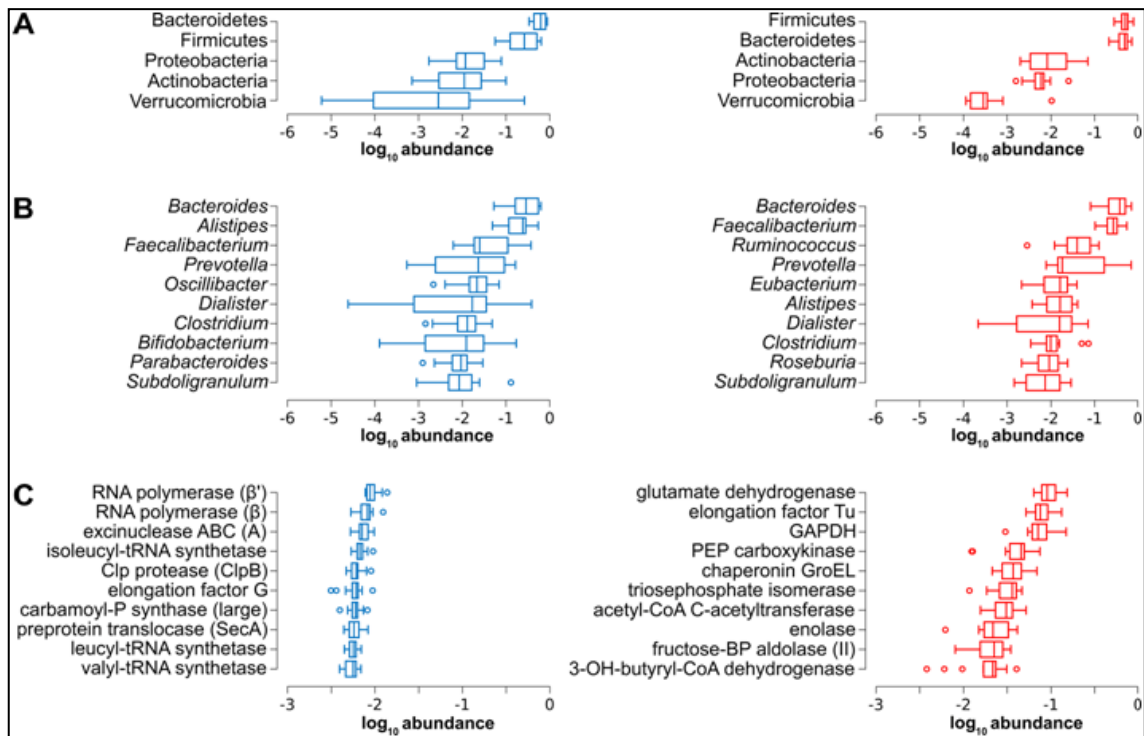 A
Bacteroidetes
Firmicutes
Proteobacteria
Actinobacteria
Verrucomicrobia
-6 -5 -4 -3 -2 -1 0
log₁₀ abundance
Firmicutes
Bacteroidetes
Actinobacteria
Proteobacteria
Verrucomicrobia
-6 -5 -4 -3 -2 -1 0
log₁₀ abundance
B
Bacteroides
Alistipes
Faecalibacterium
Prevotella
Oscillibacter
Dialister
Clostridium
Bifidobacterium
Parabacteroides
Subdoligranulum
-6 -5 -4 -3 -2 -1 0
log₁₀ abundance
Bacteroides
Faecalibacterium
Ruminococcus
Prevotella
Eubacterium
Alistipes
Dialister
Clostridium
Roseburia
Subdoligranulum
-6 -5 -4 -3 -2 -1 0
log₁₀ abundance
C
RNA polymerase (β')
RNA polymerase (β)
excinuclease ABC (A)
isoleucyl-tRNA synthetase
Clp protease (ClpB)
elongation factor G
carbamoyl-P synthase (large)
preprotein translocase (SecA)
leucyl-tRNA synthetase
valyl-tRNA synthetase
-3 -2 -1 0
log₁₀ abundance
glutamate dehydrogenase
elongation factor Tu
GAPDH
PEP carboxykinase
chaperonin GroEL
triosephosphate isomerase
acetyl-CoA C-acetyltransferase
enolase
fructose-BP aldolase (II)
3-OH-butyryl-CoA dehydrogenase
-3 -2 -1 0
log₁₀ abundance